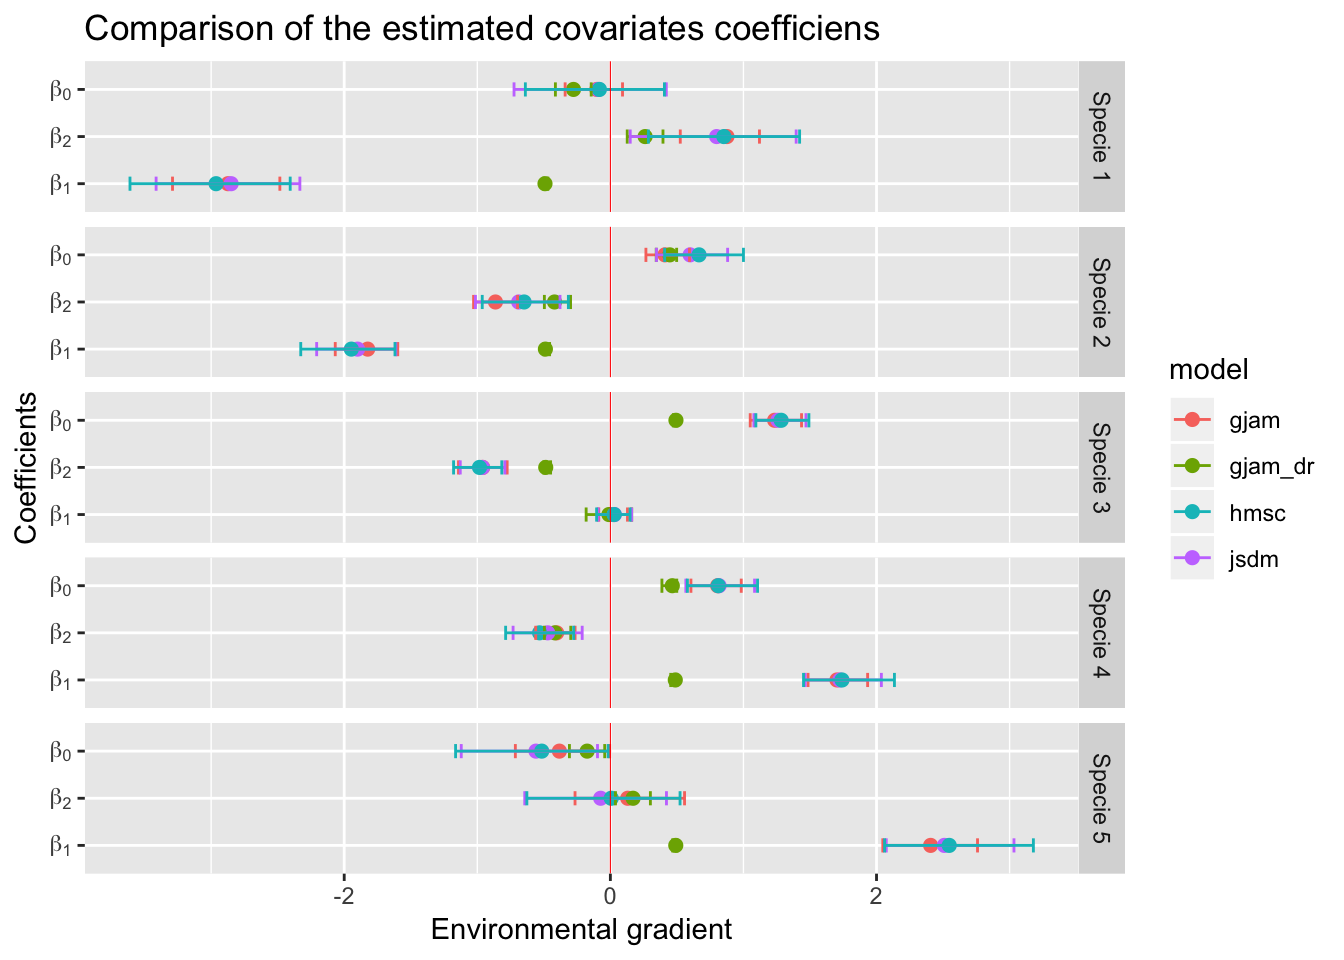 Comparison of the estimated covariates coefficiens
β0
β2
β1
Specie 1
β0
β2
β1
Specie 2
β0
β2
β1
Specie 3
β0
β2
β1
Specie 4
β0
β2
β1
Specie 5
Coefficients
-2
0
2
Environmental gradient
model
gjam
gjam_dr
hmsc
jsdm